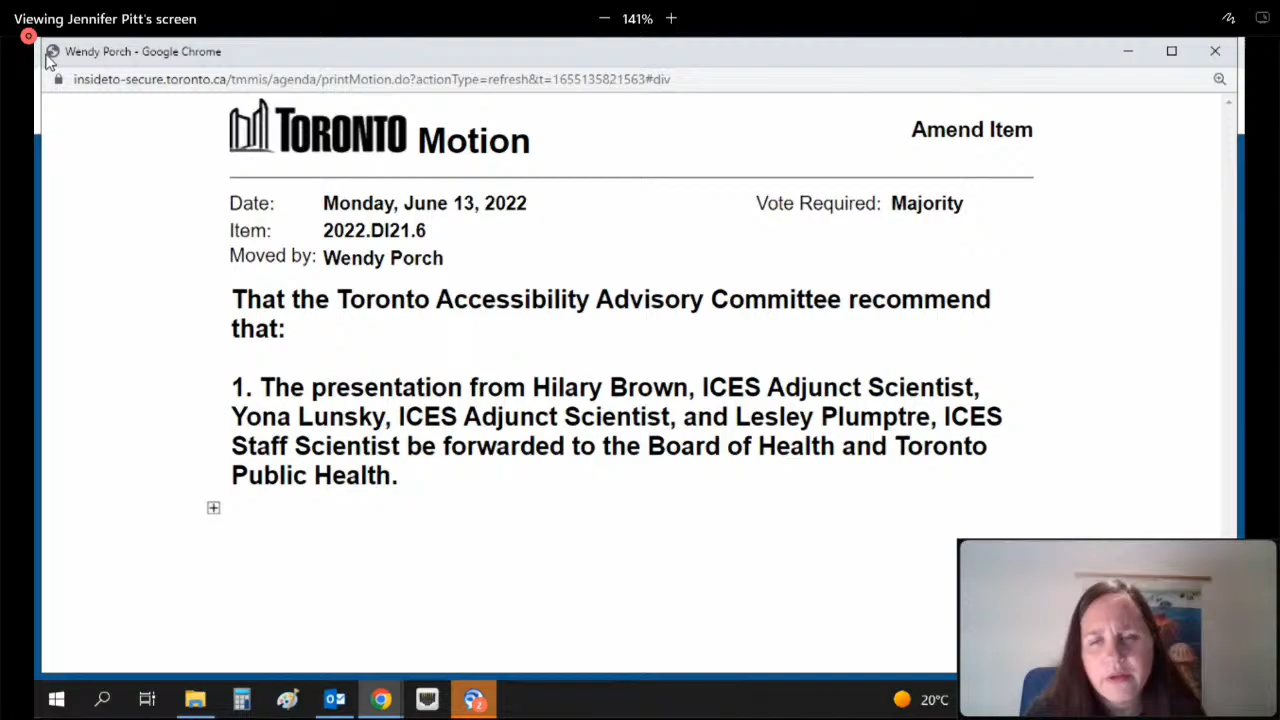 Viewing Jennifer Pitt's screen
141%
Wendy Porch - Google Chrome
insideto-secure.toronto.ca/tmmis/agenda/printMotion.do?actionType=refresh&t=1655135821563#div
TORONTO Motion
Amend Item
Date: Monday, June 13, 2022
Vote Required: Majority
Item: 2022.DI21.6
Moved by: Wendy Porch
That the Toronto Accessibility Advisory Committee recommend
that:
1. The presentation from Hilary Brown, ICES Adjunct Scientist,
Yona Lunsky, ICES Adjunct Scientist, and Lesley Plumptre, ICES
Staff Scientist be forwarded to the Board of Health and Toronto
Public Health.
2
20°C